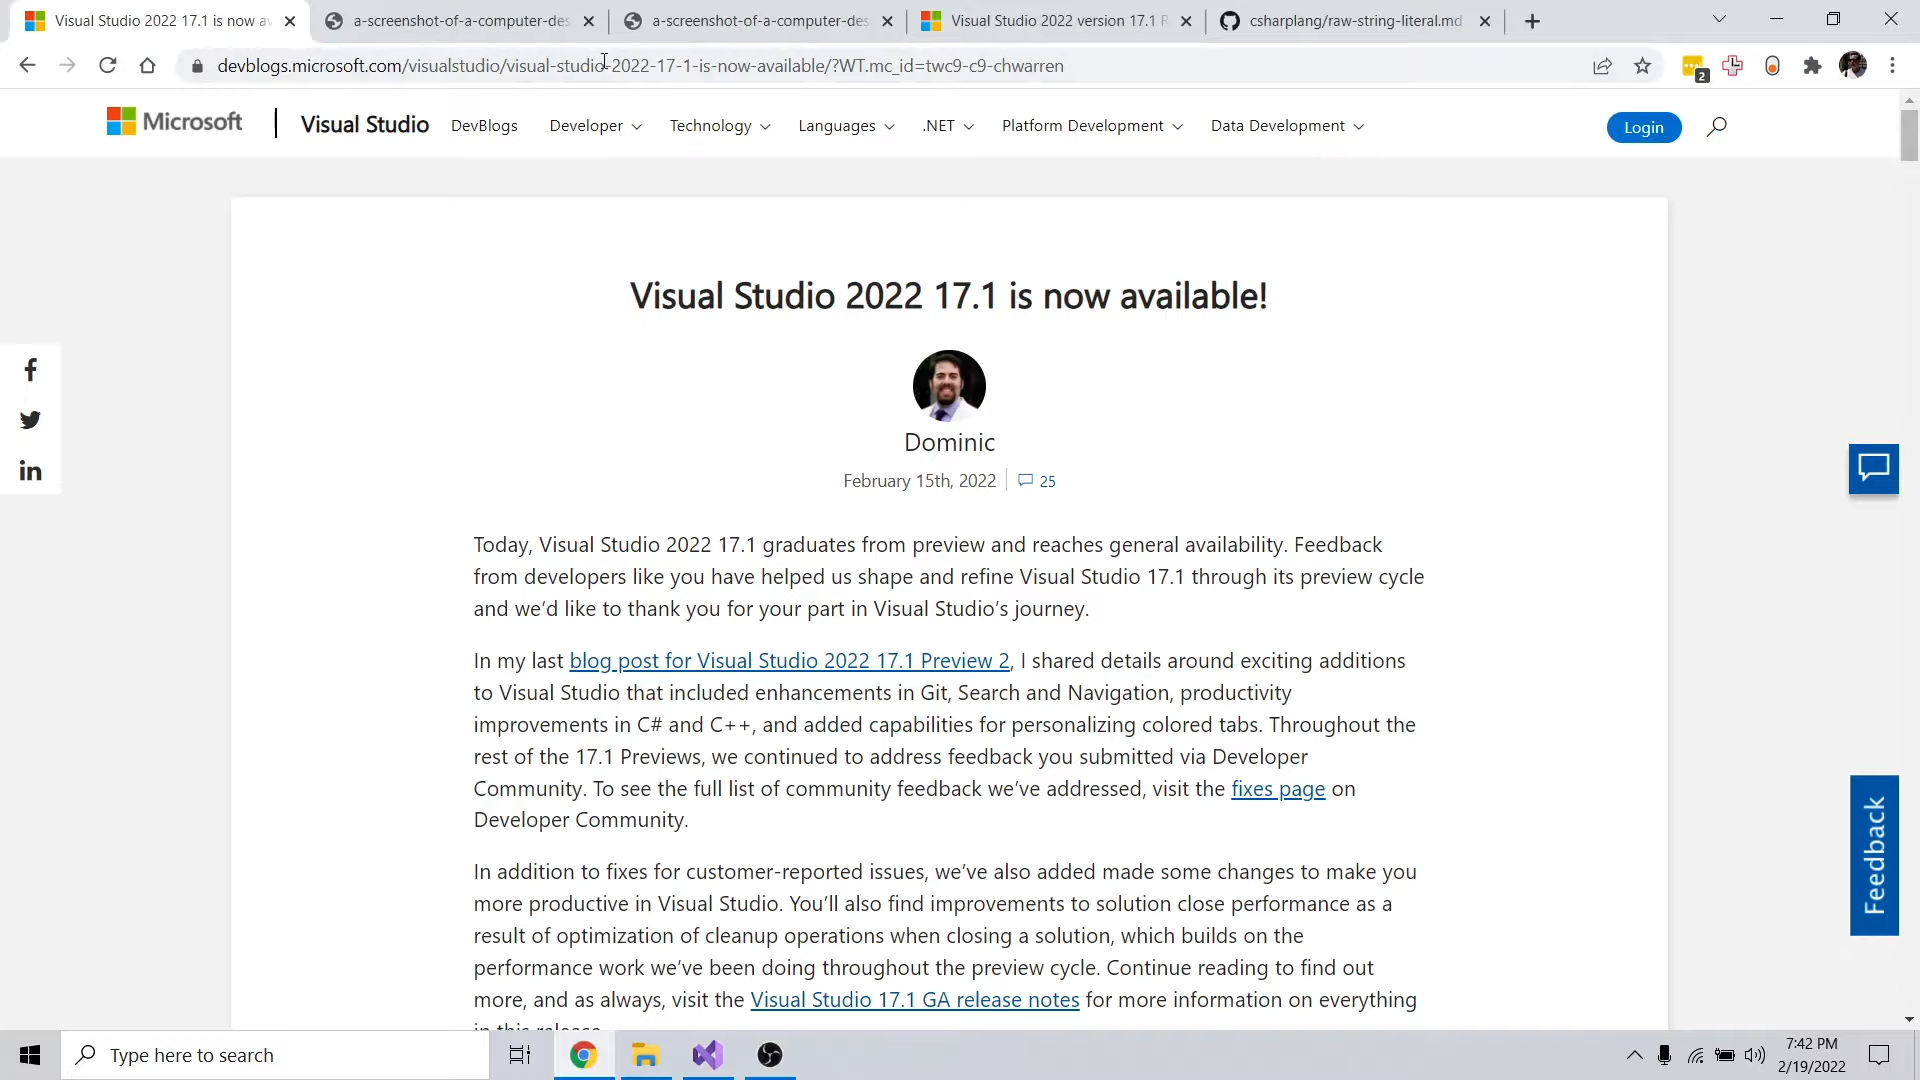 Visual Studio 2022 17.1 is now av
a-screenshot-of-a-computer-des
a-screenshot-of-a-computer-des
Visual Studio 2022 version 17.1 R
csharplang/raw-string-literal.md
devblogs.microsoft.com/visualstudio/visual-studio-2022-17-1-is-now-available/?WT.mc_id=twc9-c9-chwarren
2
Microsoft
Visual Studio
DevBlogs
Developer
Technology
Languages
.NET
Platform Development
Data Development
Login
Visual Studio 2022 17.1 is now available!
Dominic
February 15th, 2022
25
Today, Visual Studio 2022 17.1 graduates from preview and reaches general availability. Feedback
from developers like you have helped us shape and refine Visual Studio 17.1 through its preview cycle
and we’d like to thank you for your part in Visual Studio’s journey.
In my last blog post for Visual Studio 2022 17.1 Preview 2, I shared details around exciting additions
to Visual Studio that included enhancements in Git, Search and Navigation, productivity
improvements in C# and C++, and added capabilities for personalizing colored tabs. Throughout the
rest of the 17.1 Previews, we continued to address feedback you submitted via Developer
Community. To see the full list of community feedback we’ve addressed, visit the fixes page on
Developer Community.
In addition to fixes for customer-reported issues, we’ve also added made some changes to make you
more productive in Visual Studio. You’ll also find improvements to solution close performance as a
result of optimization of cleanup operations when closing a solution, which builds on the
performance work we’ve been doing throughout the preview cycle. Continue reading to find out
more, and as always, visit the Visual Studio 17.1 GA release notes for more information on everything
in this release.
Feedback
Type here to search
7:42 PM
2/19/2022